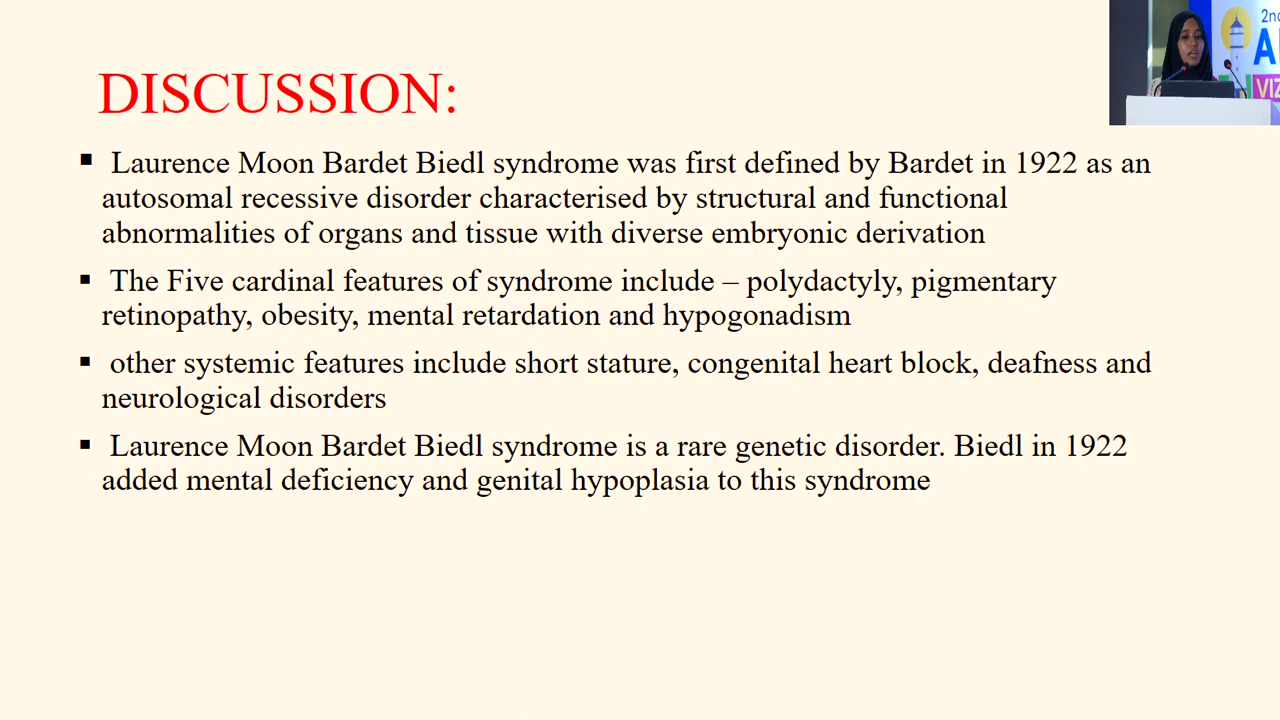 2nd
A
VIZ
DISCUSSION:
▪ Laurence Moon Bardet Biedl syndrome was first defined by Bardet in 1922 as an
autosomal recessive disorder characterised by structural and functional
abnormalities of organs and tissue with diverse embryonic derivation
▪ The Five cardinal features of syndrome include – polydactyly, pigmentary
retinopathy, obesity, mental retardation and hypogonadism
▪ other systemic features include short stature, congenital heart block, deafness and
neurological disorders
▪ Laurence Moon Bardet Biedl syndrome is a rare genetic disorder. Biedl in 1922
added mental deficiency and genital hypoplasia to this syndrome